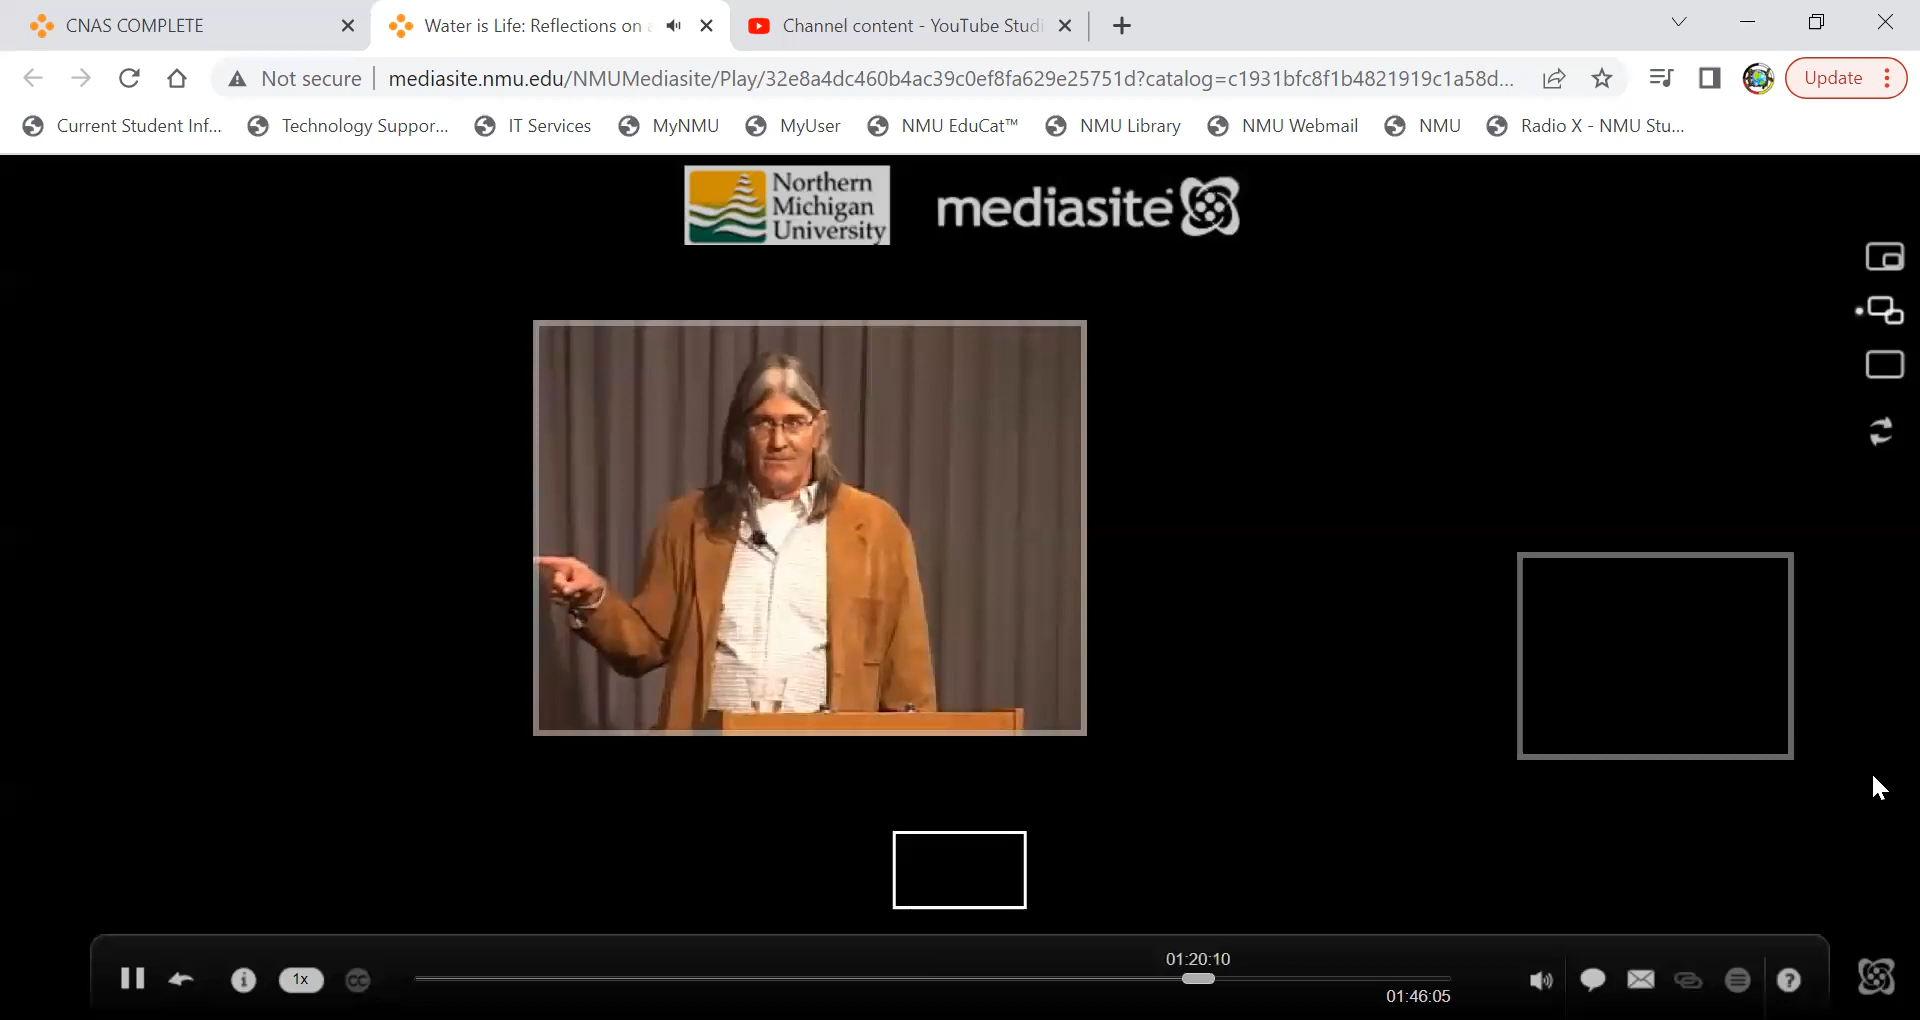 CNAS COMPLETE
Water is Life: Reflections on a
Channel content - YouTube Studi
Not secure
mediasite.nmu.edu/NMUMediasite/Play/32e8a4dc460b4ac39c0ef8fa629e25751d?catalog=c1931bfc8f1b4821919c1a58d...
Update
Current Student Inf...
Technology Suppor...
IT Services
MyNMU
MyUser
NMU EduCat™
NMU Library
NMU Webmail
NMU
Radio X - NMU Stu...
Northern
Michigan
University
mediasite
01:20:10
1x
CC
01:46:05